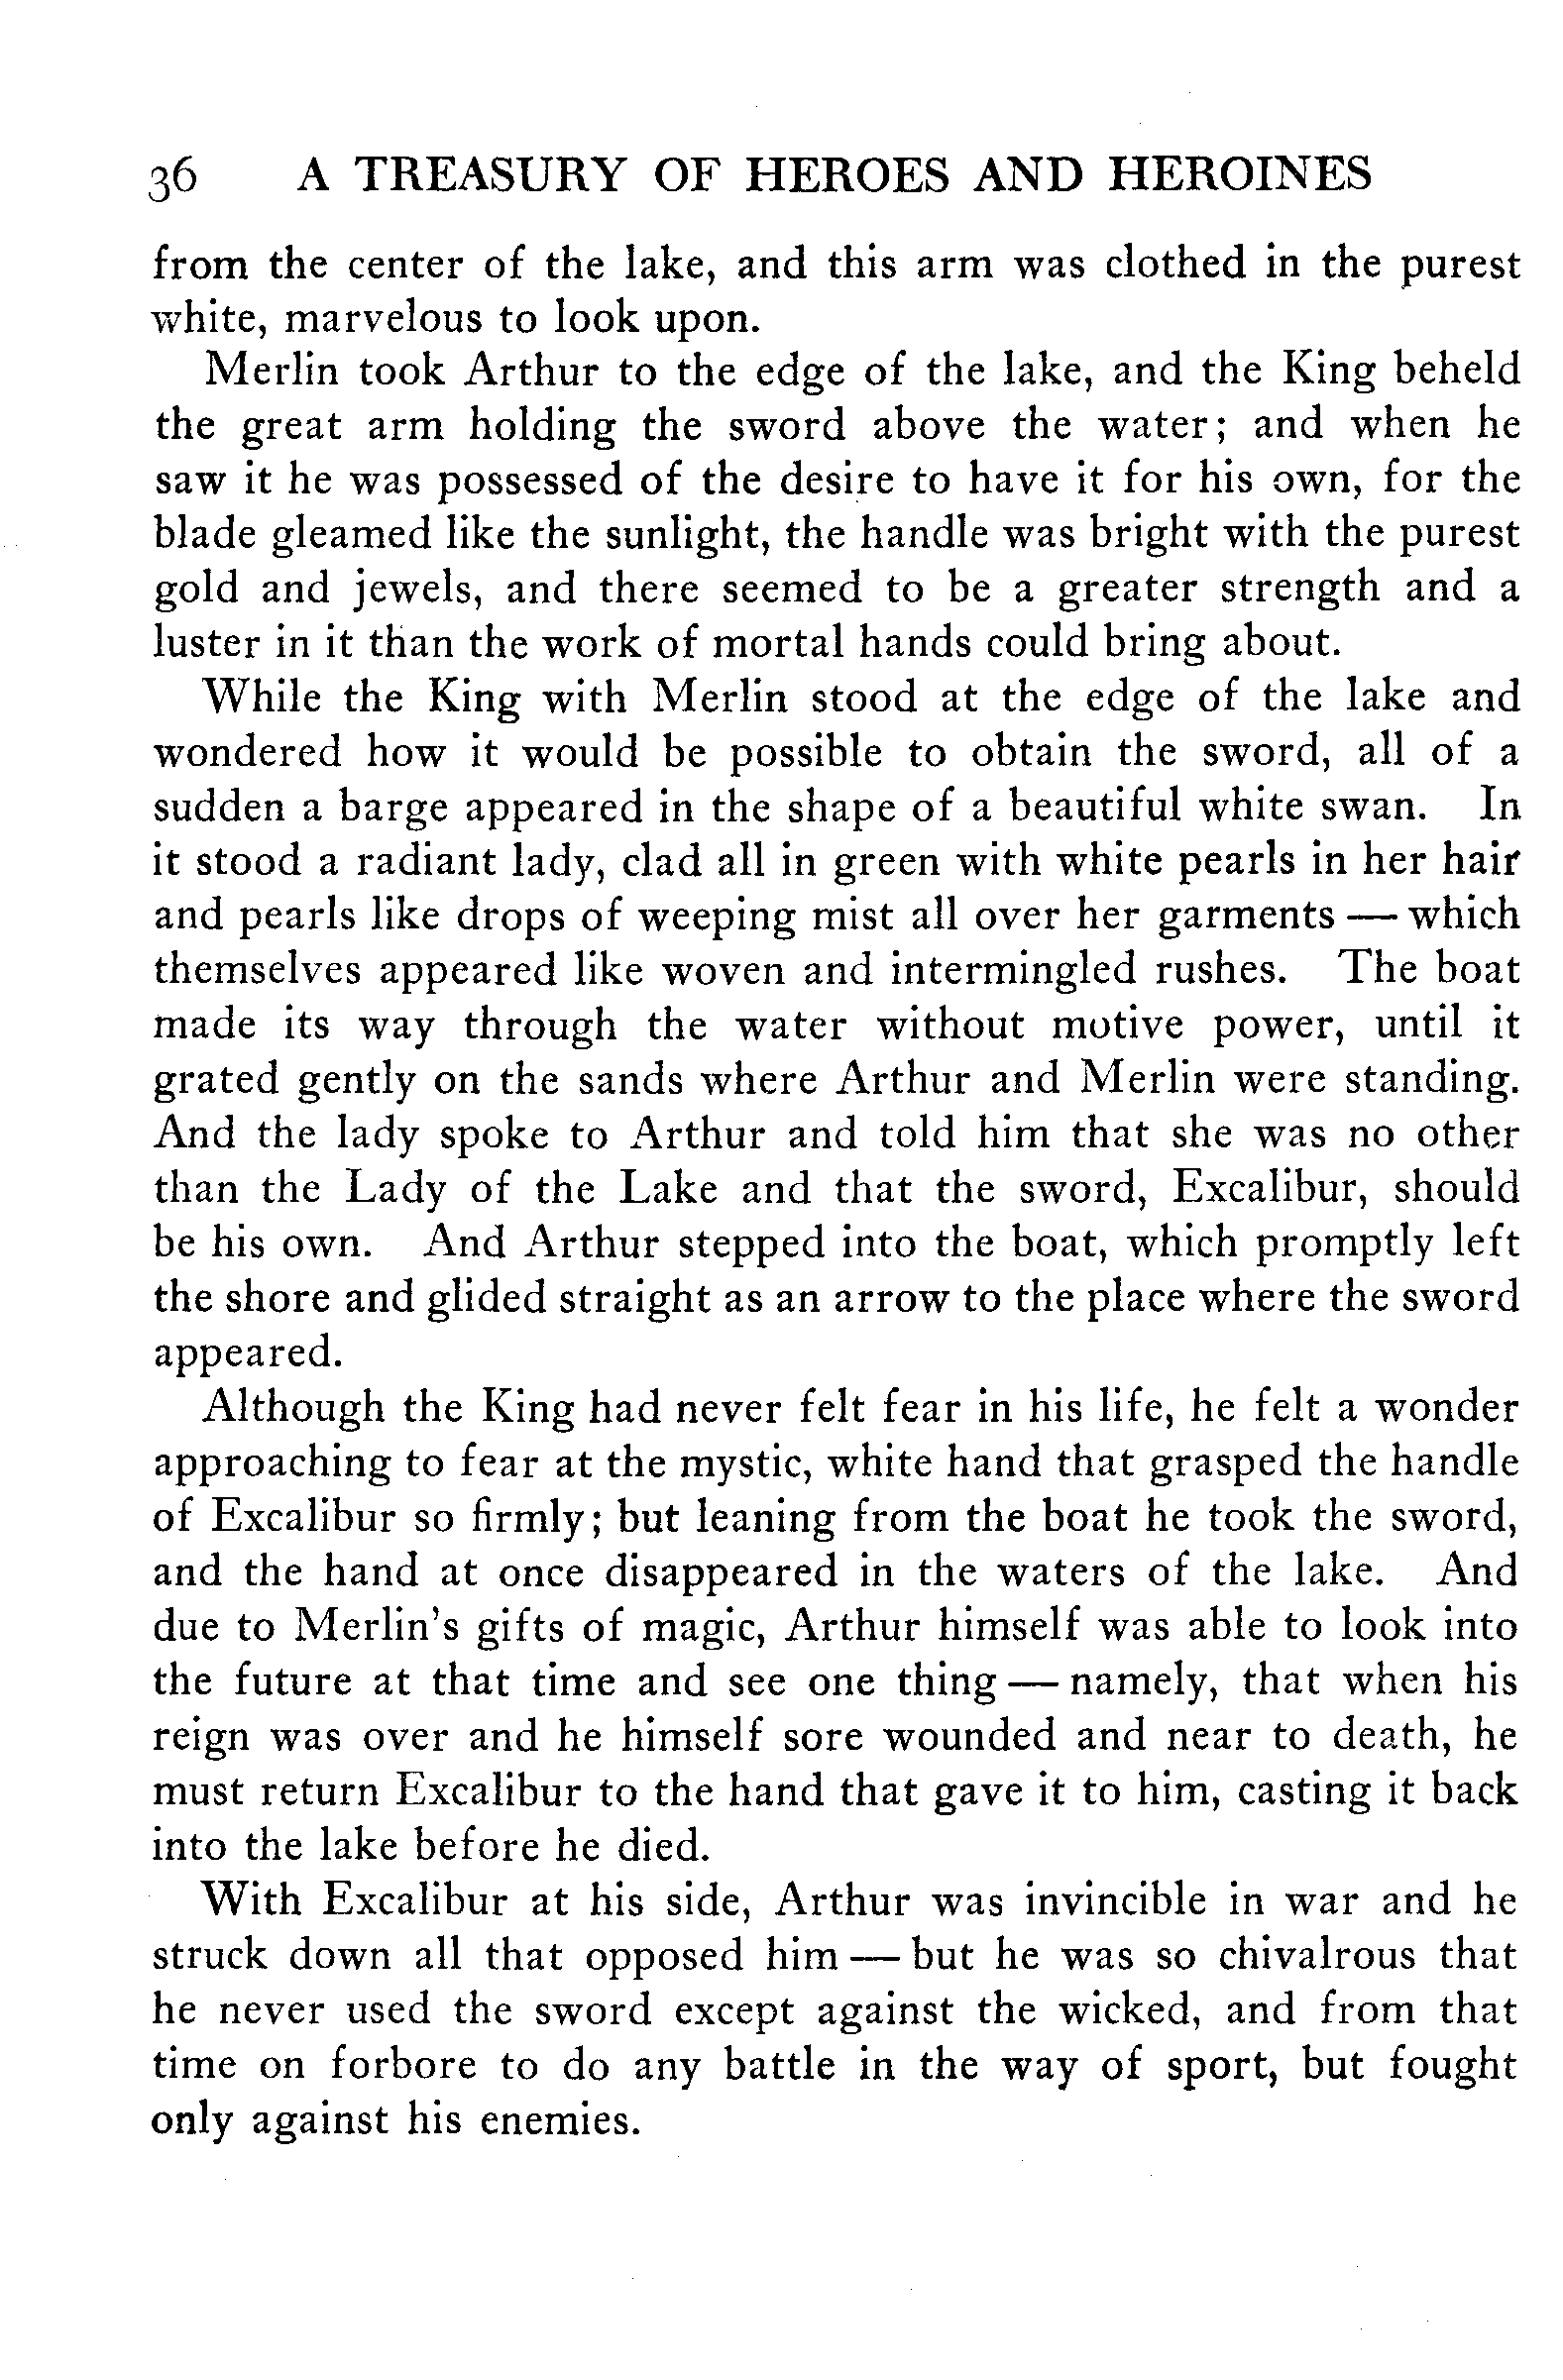 36 A TREASURY OF HEROES AND HEROINES
from the center of the lake, and this arm was clothed in the purest
white, marvelous to look upon.
Merlin took Arthur to the edge of the lake, and the King beheld
the great arm holding the sword above the water; and when he
saw it he was possessed of the desire to have it for his own, for the
blade gleamed like the sunlight, the handle was bright with the purest
gold and jewels, and there seemed to be a greater strength and a
luster in it than the work of mortal hands could bring about.
While the King with Merlin stood at the edge of the lake and
wondered how it would be possible to obtain the sword, all of a
sudden a barge appeared in the shape of a beautiful white swan. In
it stood a radiant lady, clad all in green with white pearls in her hair
and pearls like drops of weeping mist all over her garments — which
themselves appeared like woven and intermingled rushes. The boat
made its way through the water without motive power, until it
grated gently on the sands where Arthur and Merlin were standing.
And the lady spoke to Arthur and told him that she was no other
than the Lady of the Lake and that the sword, Excalibur, should
be his own. And Arthur stepped into the boat, which promptly left
the shore and glided straight as an arrow to the place where the sword
appeared.
Although the King had never felt fear in his life, he felt a wonder
approaching to fear at the mystic, white hand that grasped the handle
of Excalibur so firmly; but leaning from the boat he took the sword,
and the hand at once disappeared in the waters of the lake. And
due to Merlin's gifts of magic, Arthur himself was able to look into
the future at that time and see one thing — namely, that when his
reign was over and he himself sore wounded and near to death, he
must return Excalibur to the hand that gave it to him, casting it back
into the lake before he died.
With Excalibur at his side, Arthur was invincible in war and he
struck down all that opposed him — but he was so chivalrous that
he never used the sword except against the wicked, and from that
time on forbore to do any battle in the way of sport, but fought
only against his enemies.